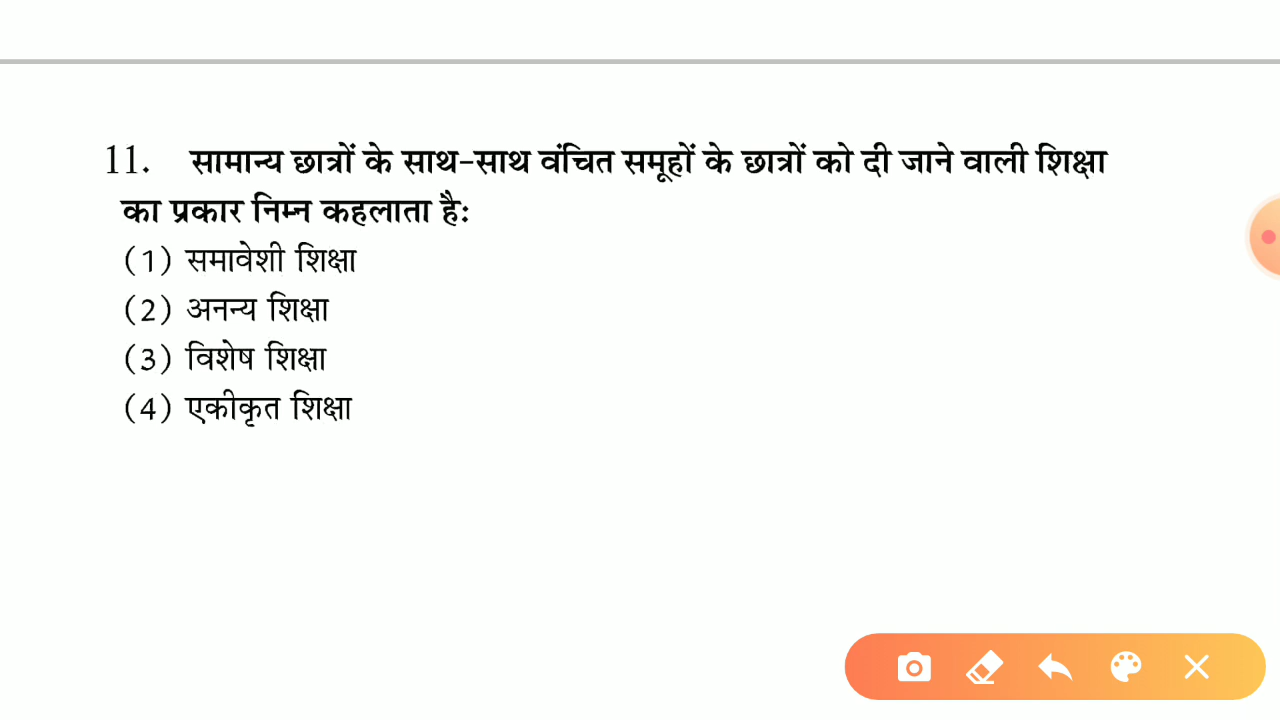 11. सामान्य छात्रों के साथ-साथ वंचित समूहों के छात्रों को दी जाने वाली शिक्षा
का प्रकार निम्न कहलाता है:
(1) समावेशी शिक्षा
(2) अनन्य शिक्षा
(3) विशेष शिक्षा
(4) एकीकृत शिक्षा